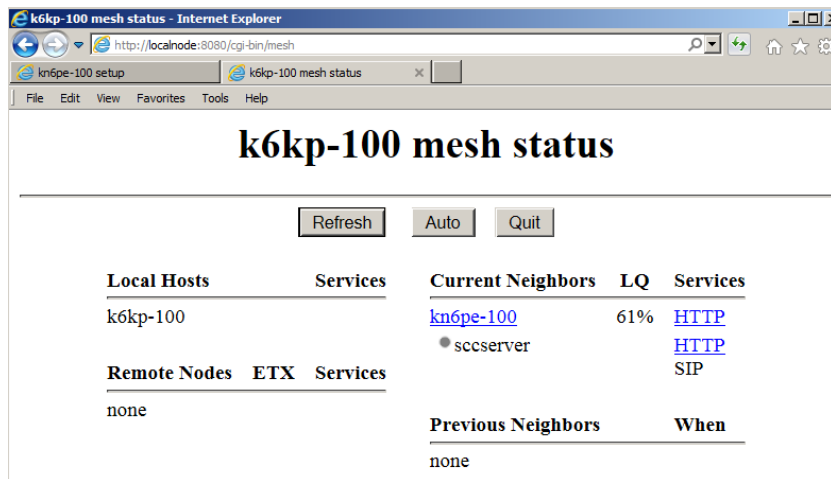 k6kp-100 mesh status - Internet Explorer
http://localnode:8080/cgi-bin/mesh
kn6pe-100 setup
k6kp-100 mesh status
File Edit View Favorites Tools Help
k6kp-100 mesh status
Refresh Auto Quit
Local Hosts Services
k6kp-100
Remote Nodes ETX Services
none
Current Neighbors LQ Services
kn6pe-100 61% HTTP
sccserver HTTP
SIP
Previous Neighbors When
none